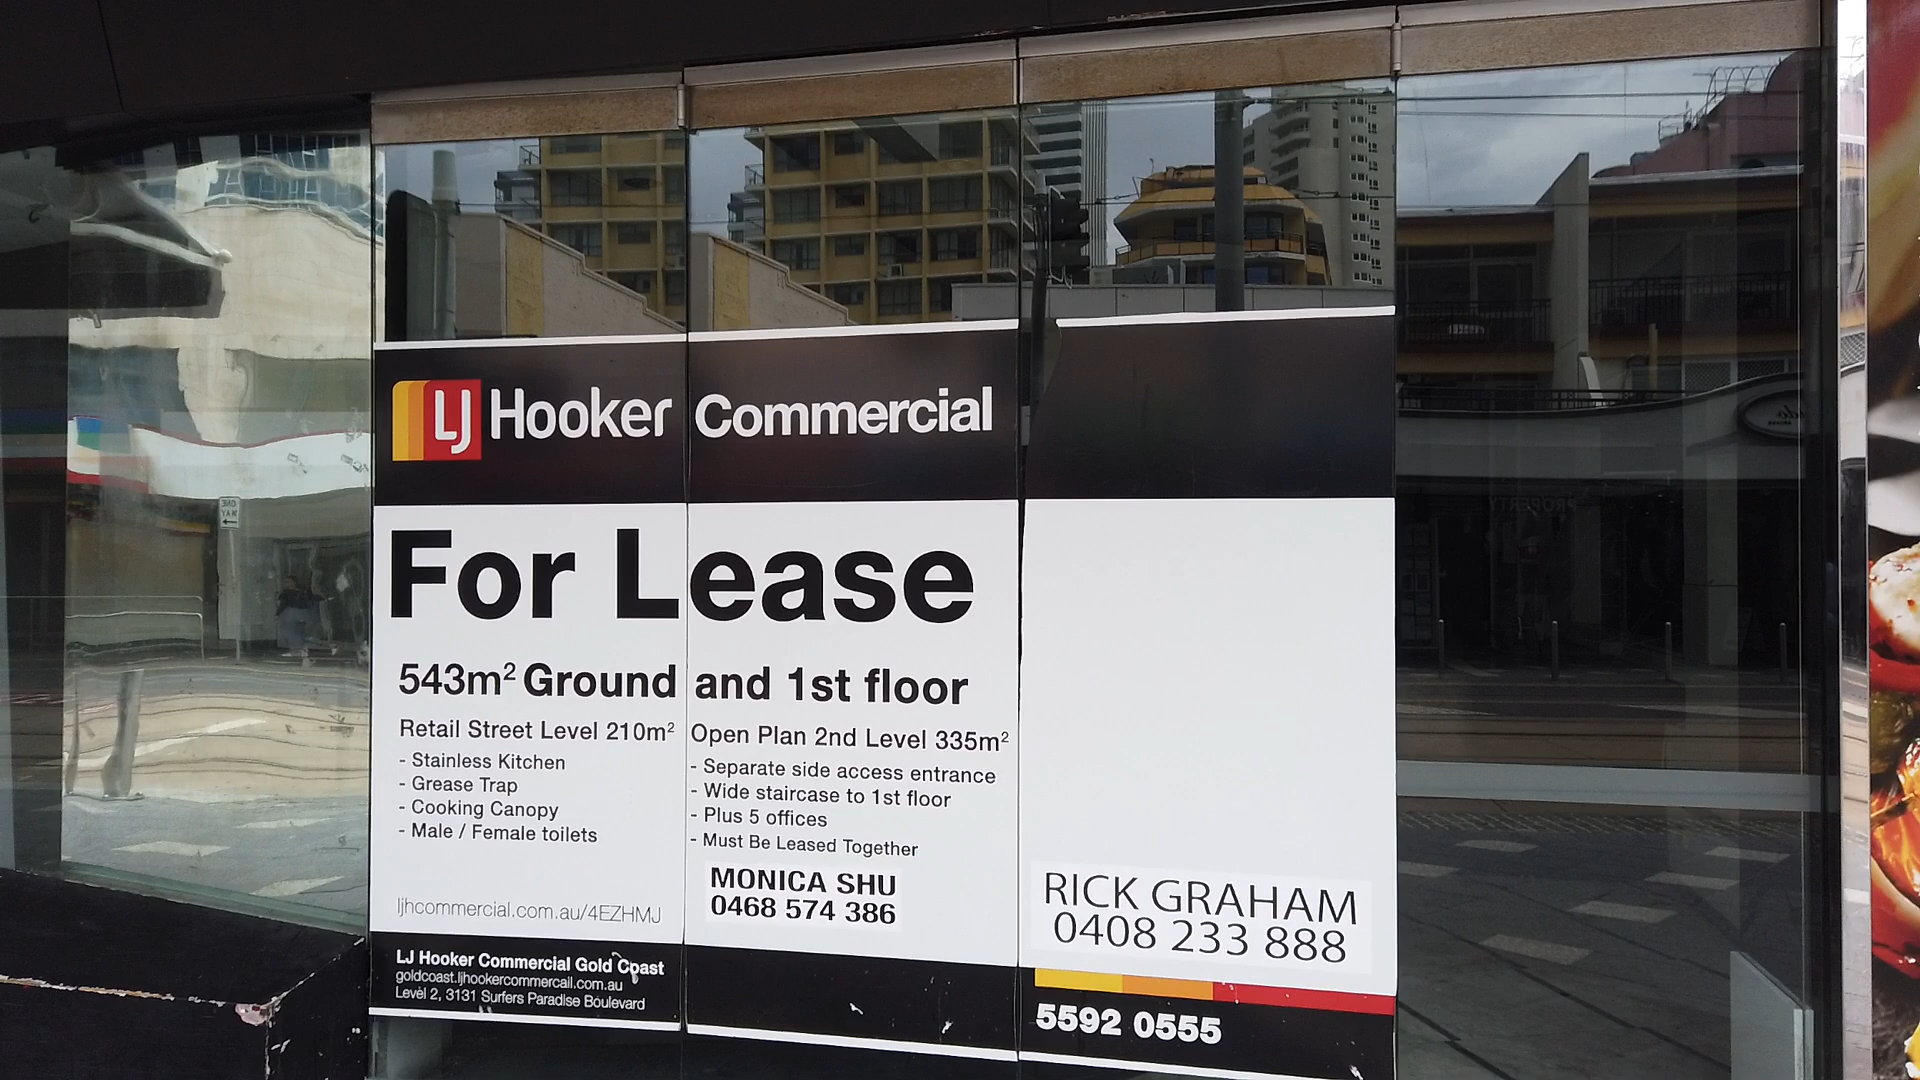 LJ Hooker Commercial
For Lease
543m² Ground and 1st floor
Retail Street Level 210m²
- Stainless Kitchen
- Grease Trap
- Cooking Canopy
- Male / Female toilets
Open Plan 2nd Level 335m²
- Separate side access entrance
- Wide staircase to 1st floor
- Plus 5 offices
- Must Be Leased Together
MONICA SHU
0468 574 386
RICK GRAHAM
0408 233 888
ljhcommercial.com.au/4EZHMJ
LJ Hooker Commercial Gold Coast
goldcoast.ljhookercommercail.com.au
Level 2, 3131 Surfers Paradise Boulevard
5592 0555
ONE
WAY
PROPERTY